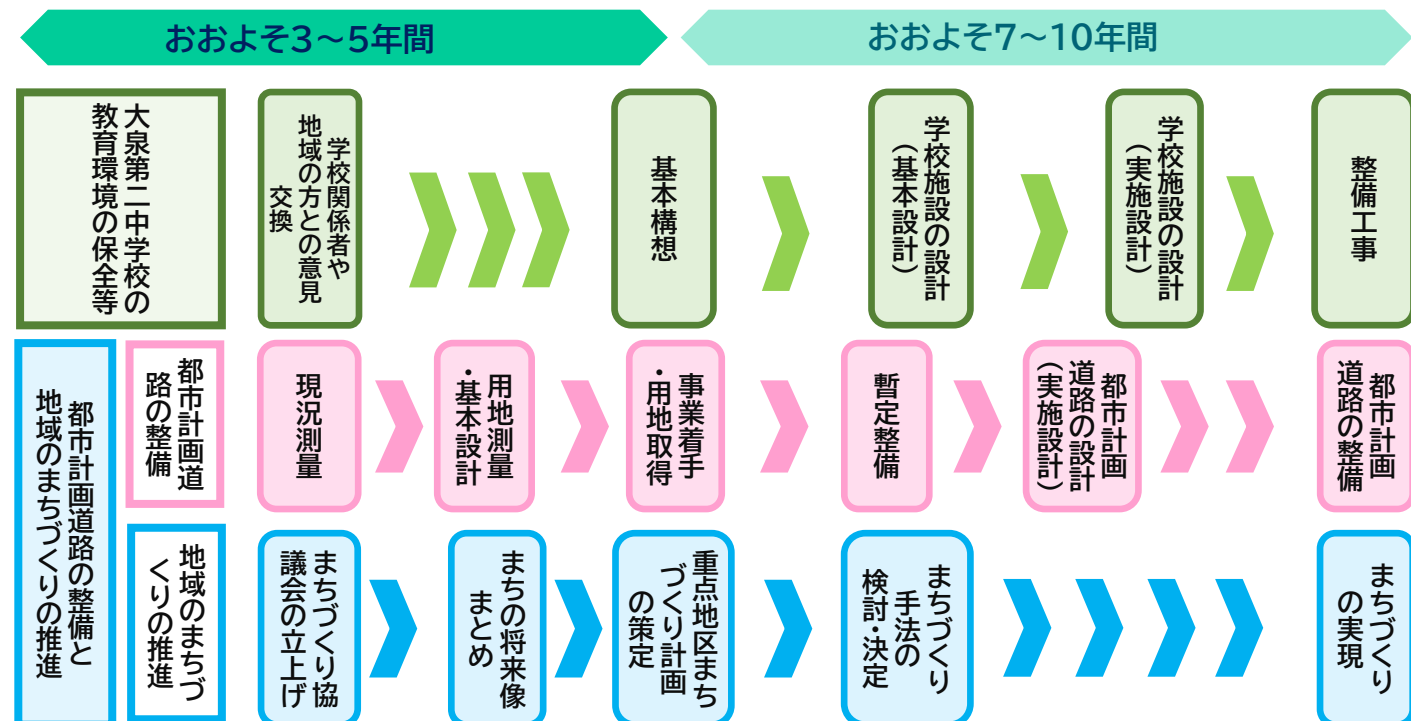 おおよそ3～5年間
おおよそ7～10年間
大泉第二中学校の
教育環境の保全等
学校関係者や
地域の方との意見
交換
基本構想
学校施設の設計
（基本設計）
学校施設の設計
（実施設計）
整備工事
都市計画道路の整備と
地域のまちづくりの推進
都市計画道
路の整備
現況測量
用地測量
・基本設計
事業着手
・用地取得
暫定整備
都市計画
道路の設計
（実施設計）
都市計画
道路の整備
地域のまちづ
くりの推進
まちづくり協
議会の立上げ
まちの将来像
まとめ
重点地区まち
づくり計画
の策定
まちづくり
手法の
検討・決定
まちづくり
の実現